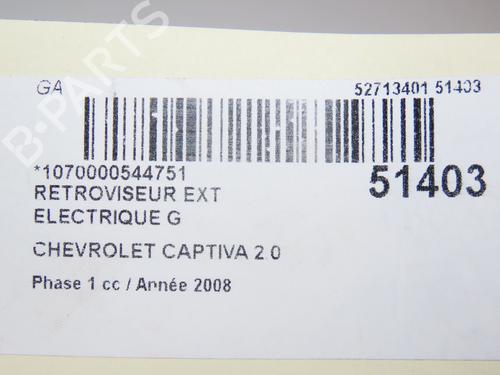 GA 52713401 51403
*1070000544751
51403
RETROVISEUR EXT
ELECTRIQUE G
CHEVROLET CAPTIVA 2.0
Phase 1 cc / Année 2008
B-PARTS